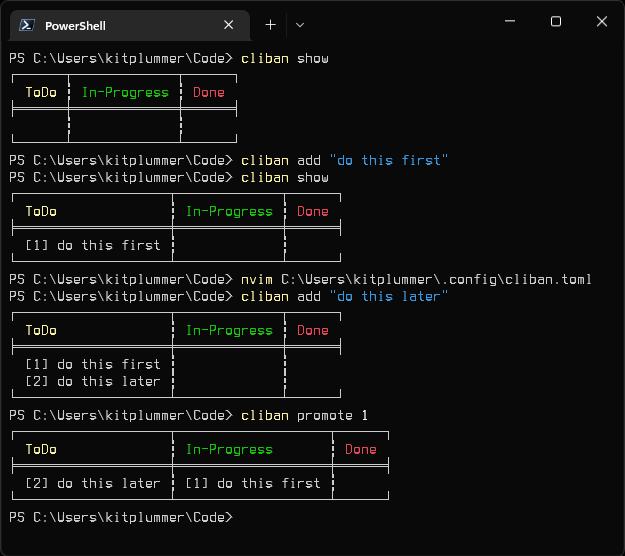 PowerShell
PS C:\Users\kitplummer\Code> cliban show
ToDo In-Progress Done
PS C:\Users\kitplummer\Code> cliban add "do this first"
PS C:\Users\kitplummer\Code> cliban show
ToDo In-Progress Done
[1] do this first
PS C:\Users\kitplummer\Code> nvim C:\Users\kitplummer\.config\cliban.toml
PS C:\Users\kitplummer\Code> cliban add "do this later"
ToDo In-Progress Done
[1] do this first
[2] do this later
PS C:\Users\kitplummer\Code> cliban promote 1
ToDo In-Progress Done
[2] do this later [1] do this first
PS C:\Users\kitplummer\Code>